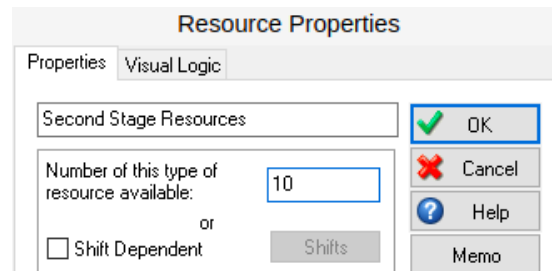 Resource Properties
Properties Visual Logic
Second Stage Resources
OK
Number of this type of
resource available:
10
Cancel
or
Help
Shift Dependent
Shifts
Memo